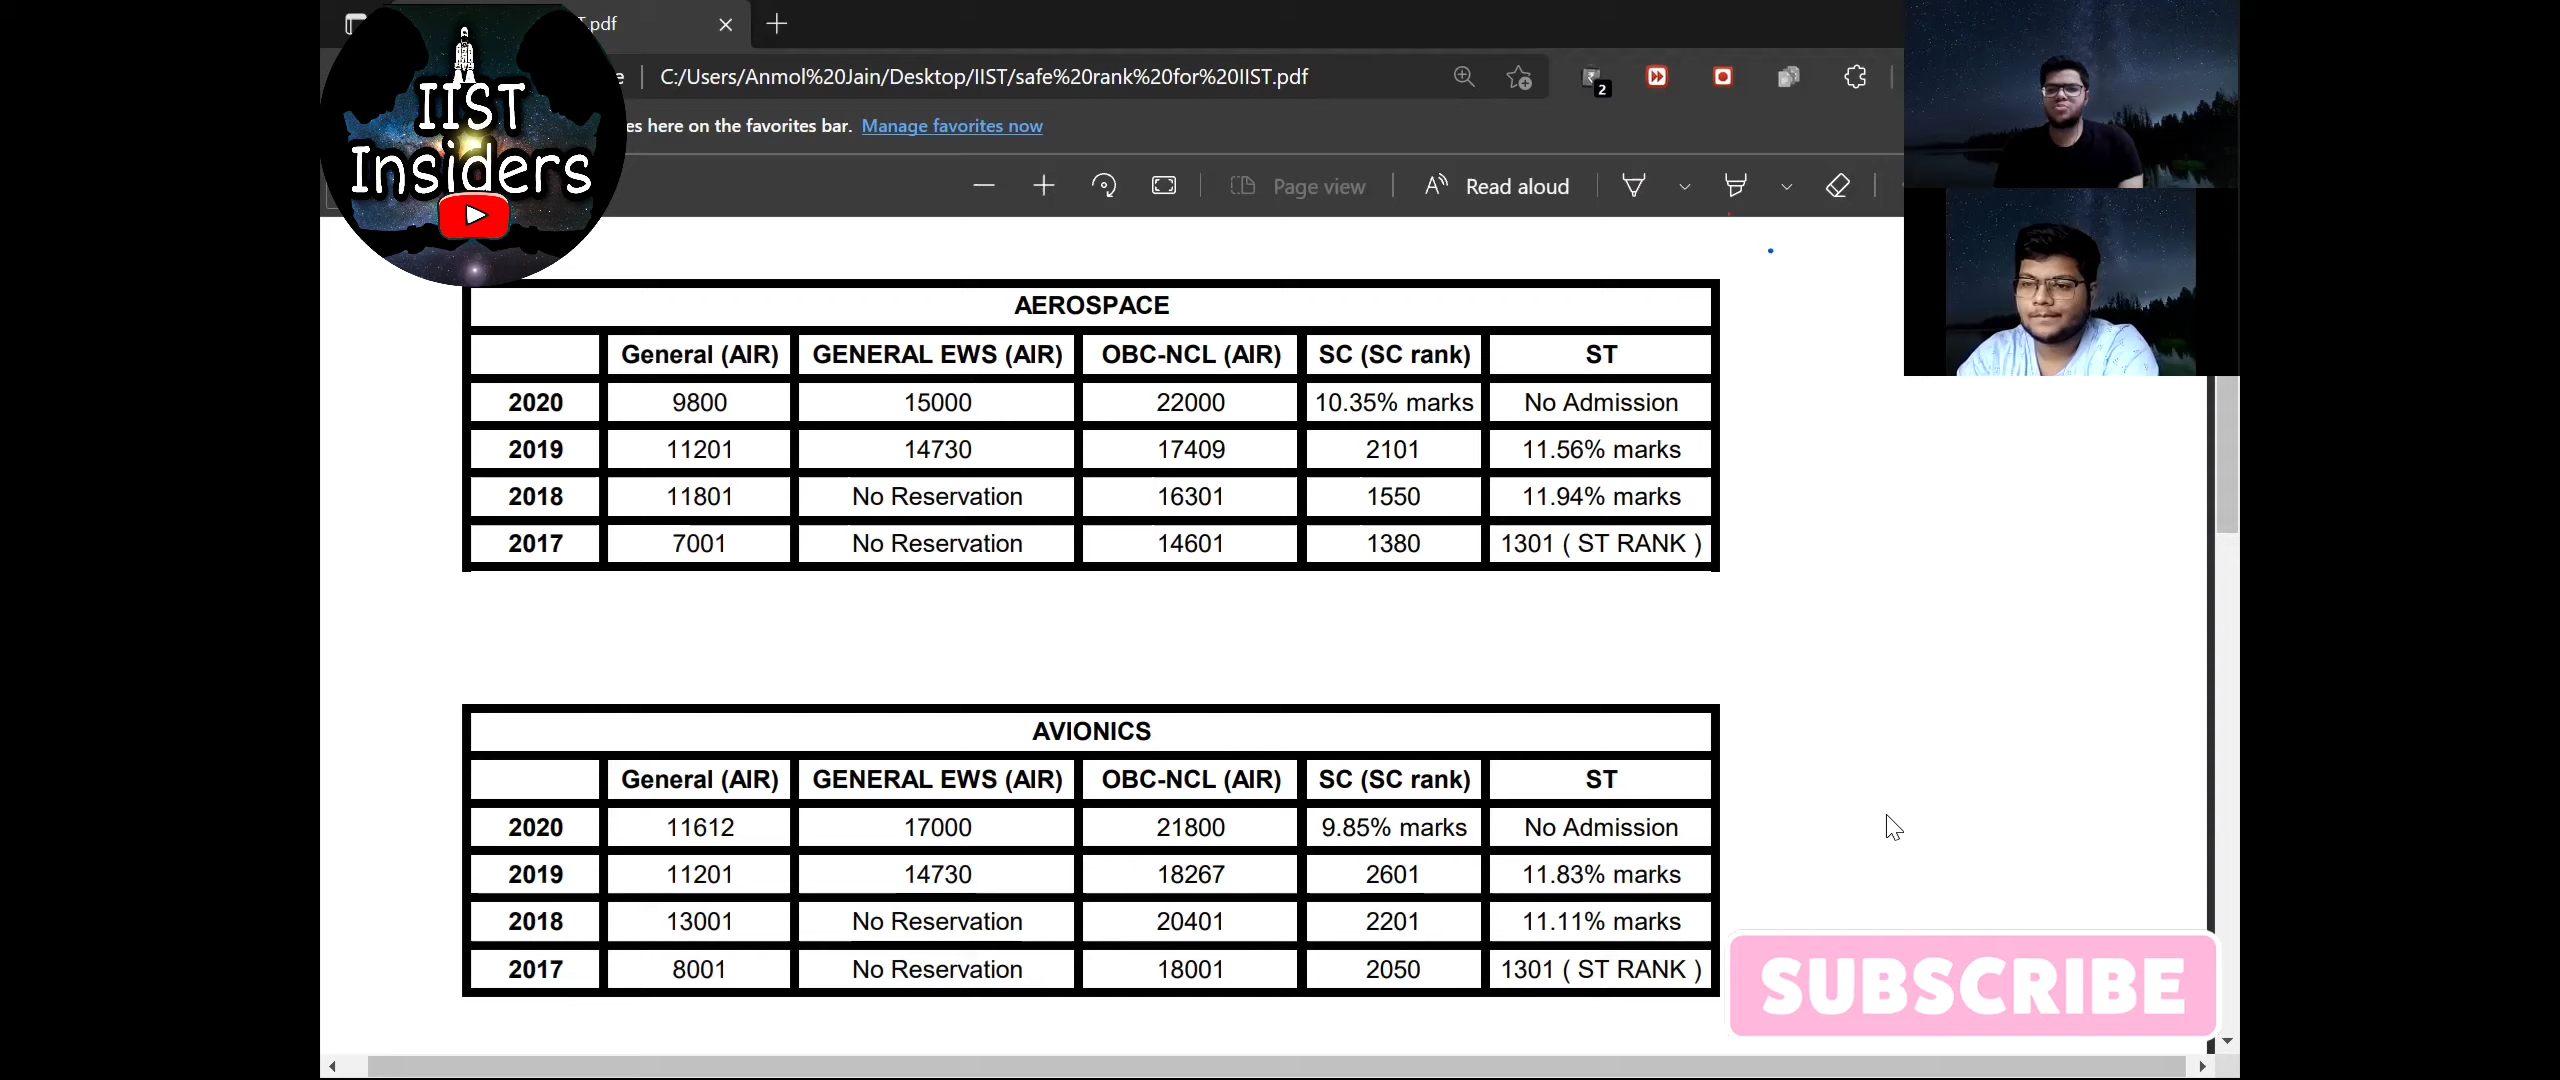 T.pdf
IIST
Insiders
e C:/Users/Anmol%20Jain/Desktop/IIST/safe%20rank%20for%20IIST.pdf
2
es here on the favorites bar. Manage favorites now
Page view A Read aloud
AEROSPACE
General (AIR) GENERAL EWS (AIR) OBC-NCL (AIR) SC (SC rank) ST
2020 9800 15000 22000 10.35% marks No Admission
2019 11201 14730 17409 2101 11.56% marks
2018 11801 No Reservation 16301 1550 11.94% marks
2017 7001 No Reservation 14601 1380 1301 ( ST RANK )
AVIONICS
General (AIR) GENERAL EWS (AIR) OBC-NCL (AIR) SC (SC rank) ST
2020 11612 17000 21800 9.85% marks No Admission
2019 11201 14730 18267 2601 11.83% marks
2018 13001 No Reservation 20401 2201 11.11% marks
2017 8001 No Reservation 18001 2050 1301 ( ST RANK )
SUBSCRIBE